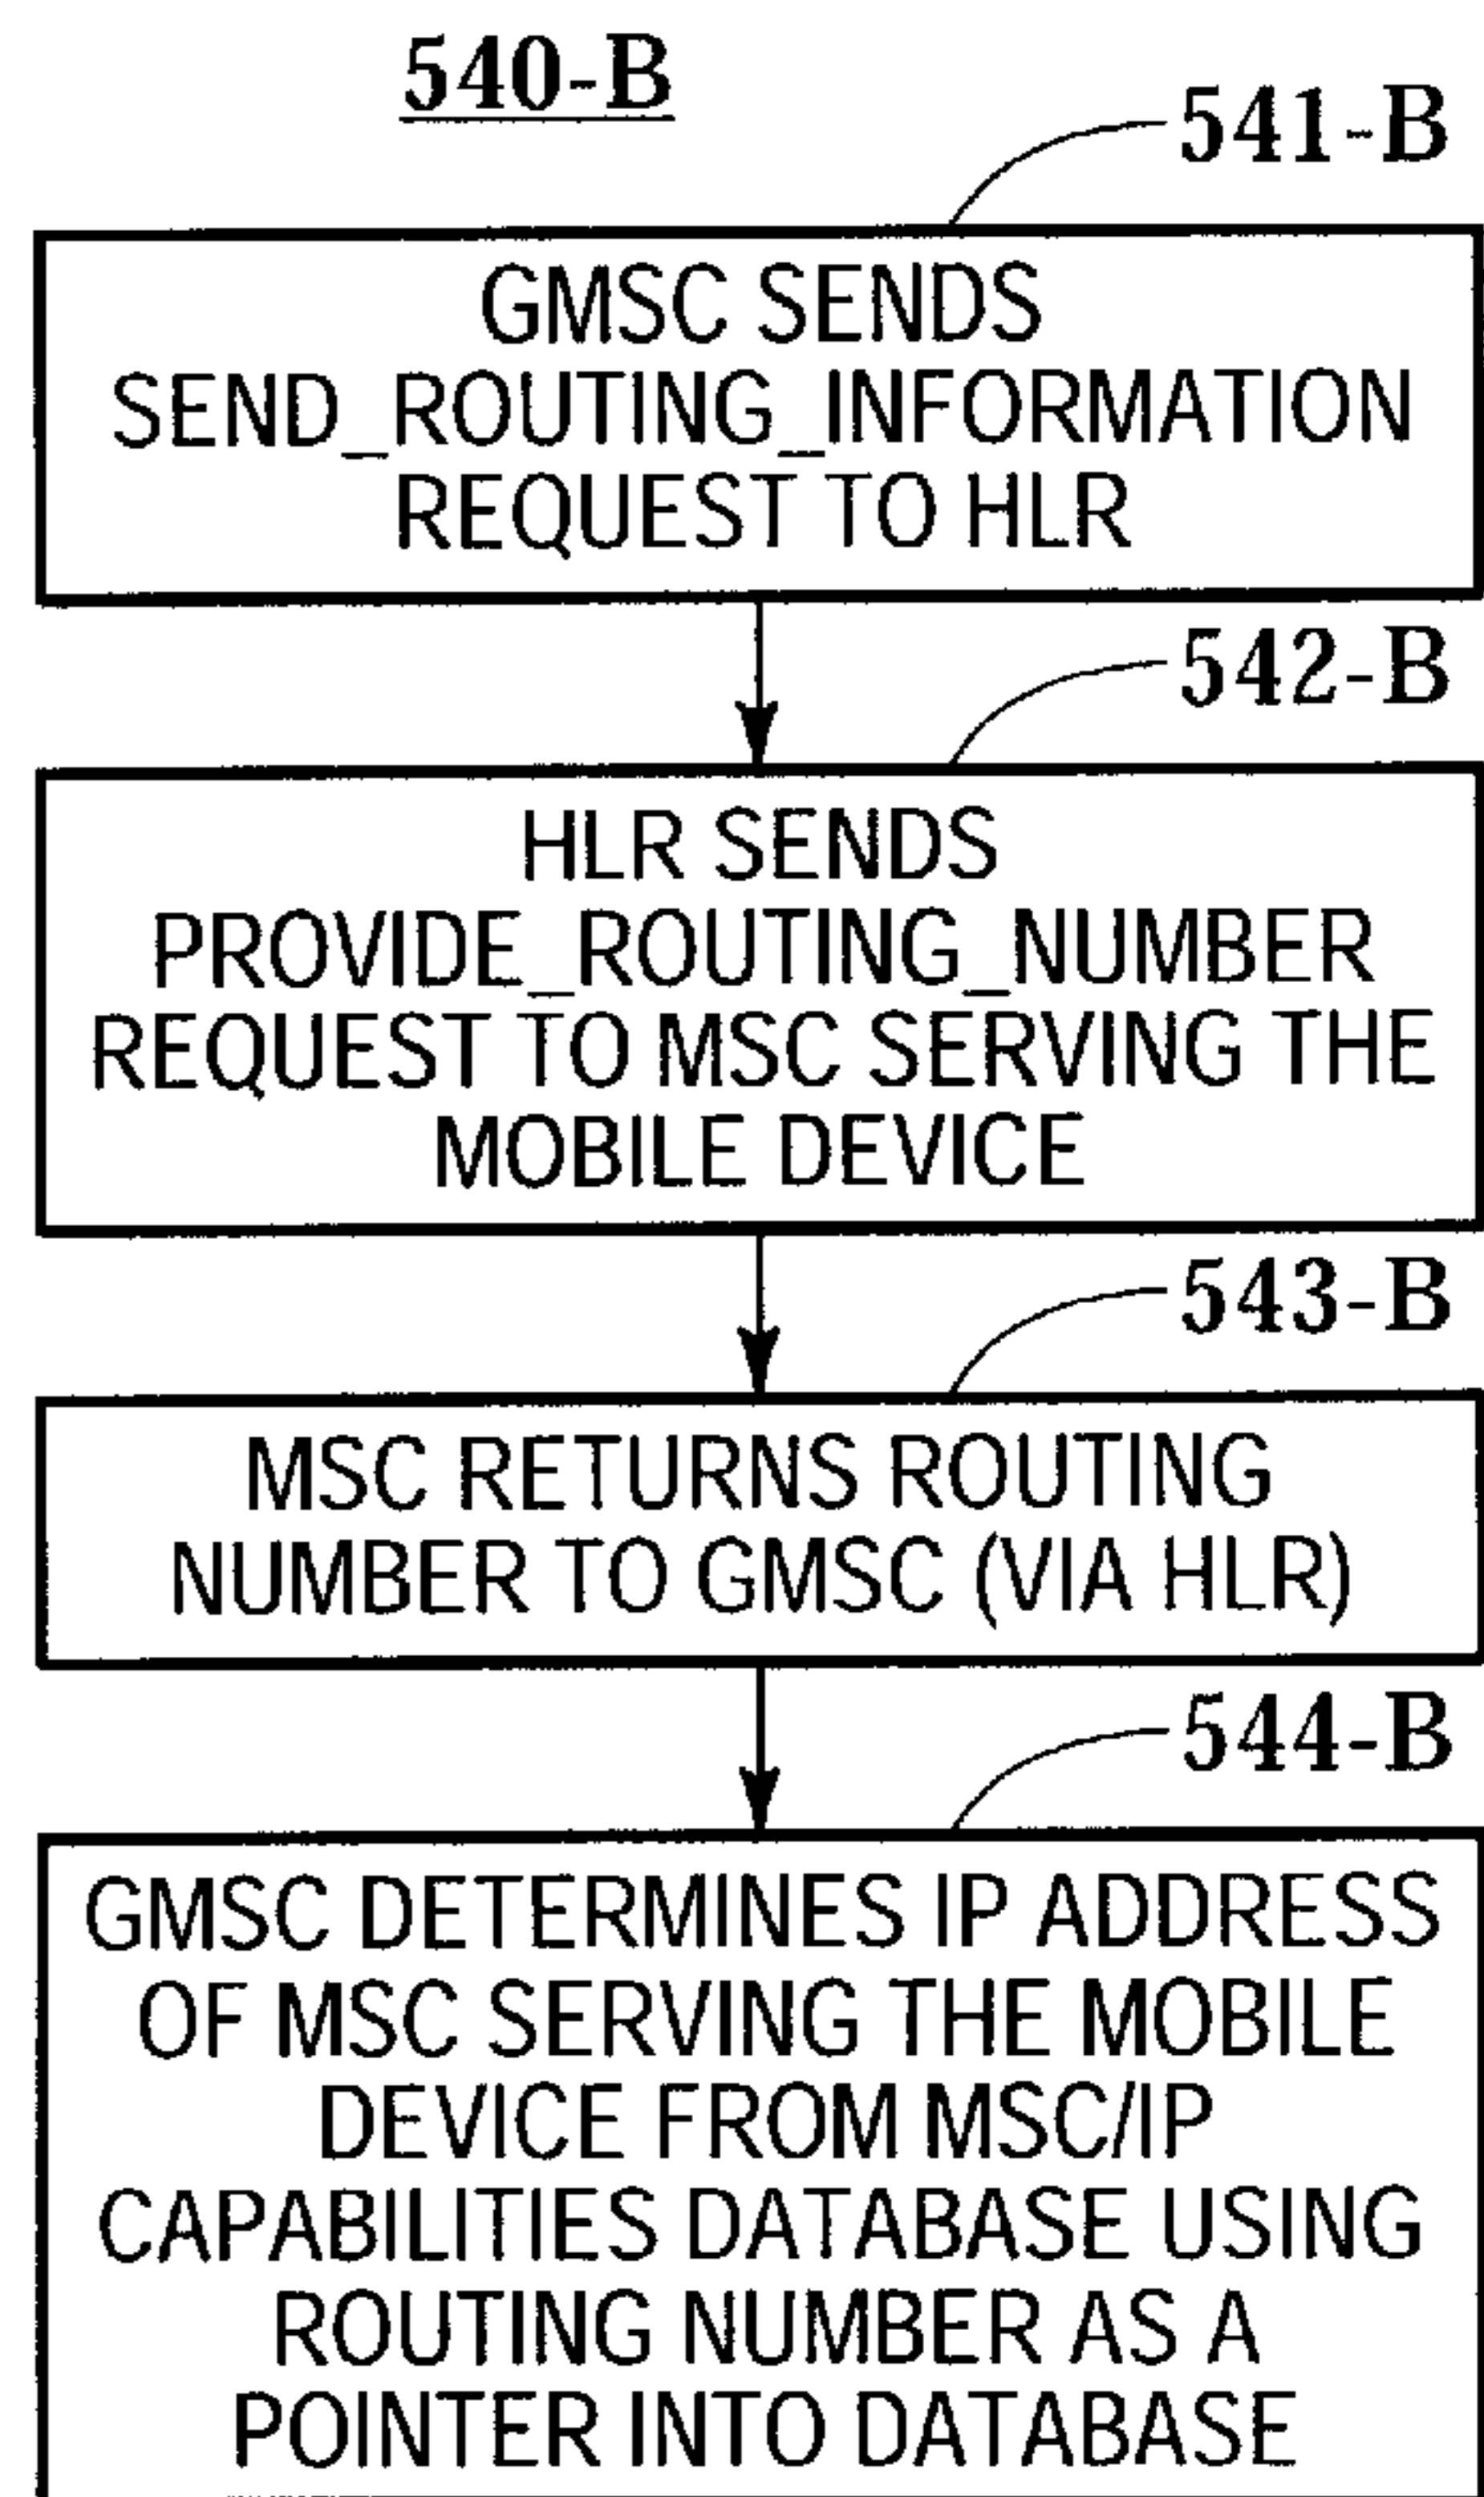 540-B
541-B
GMSC SENDS
SEND_ROUTING_INFORMATION
REQUEST TO HLR
542-B
HLR SENDS
PROVIDE_ROUTING_NUMBER
REQUEST TO MSC SERVING THE
MOBILE DEVICE
543-B
MSC RETURNS ROUTING
NUMBER TO GMSC (VIA HLR)
544-B
GMSC DETERMINES IP ADDRESS
OF MSC SERVING THE MOBILE
DEVICE FROM MSC/IP
CAPABILITIES DATABASE USING
ROUTING NUMBER AS A
POINTER INTO DATABASE